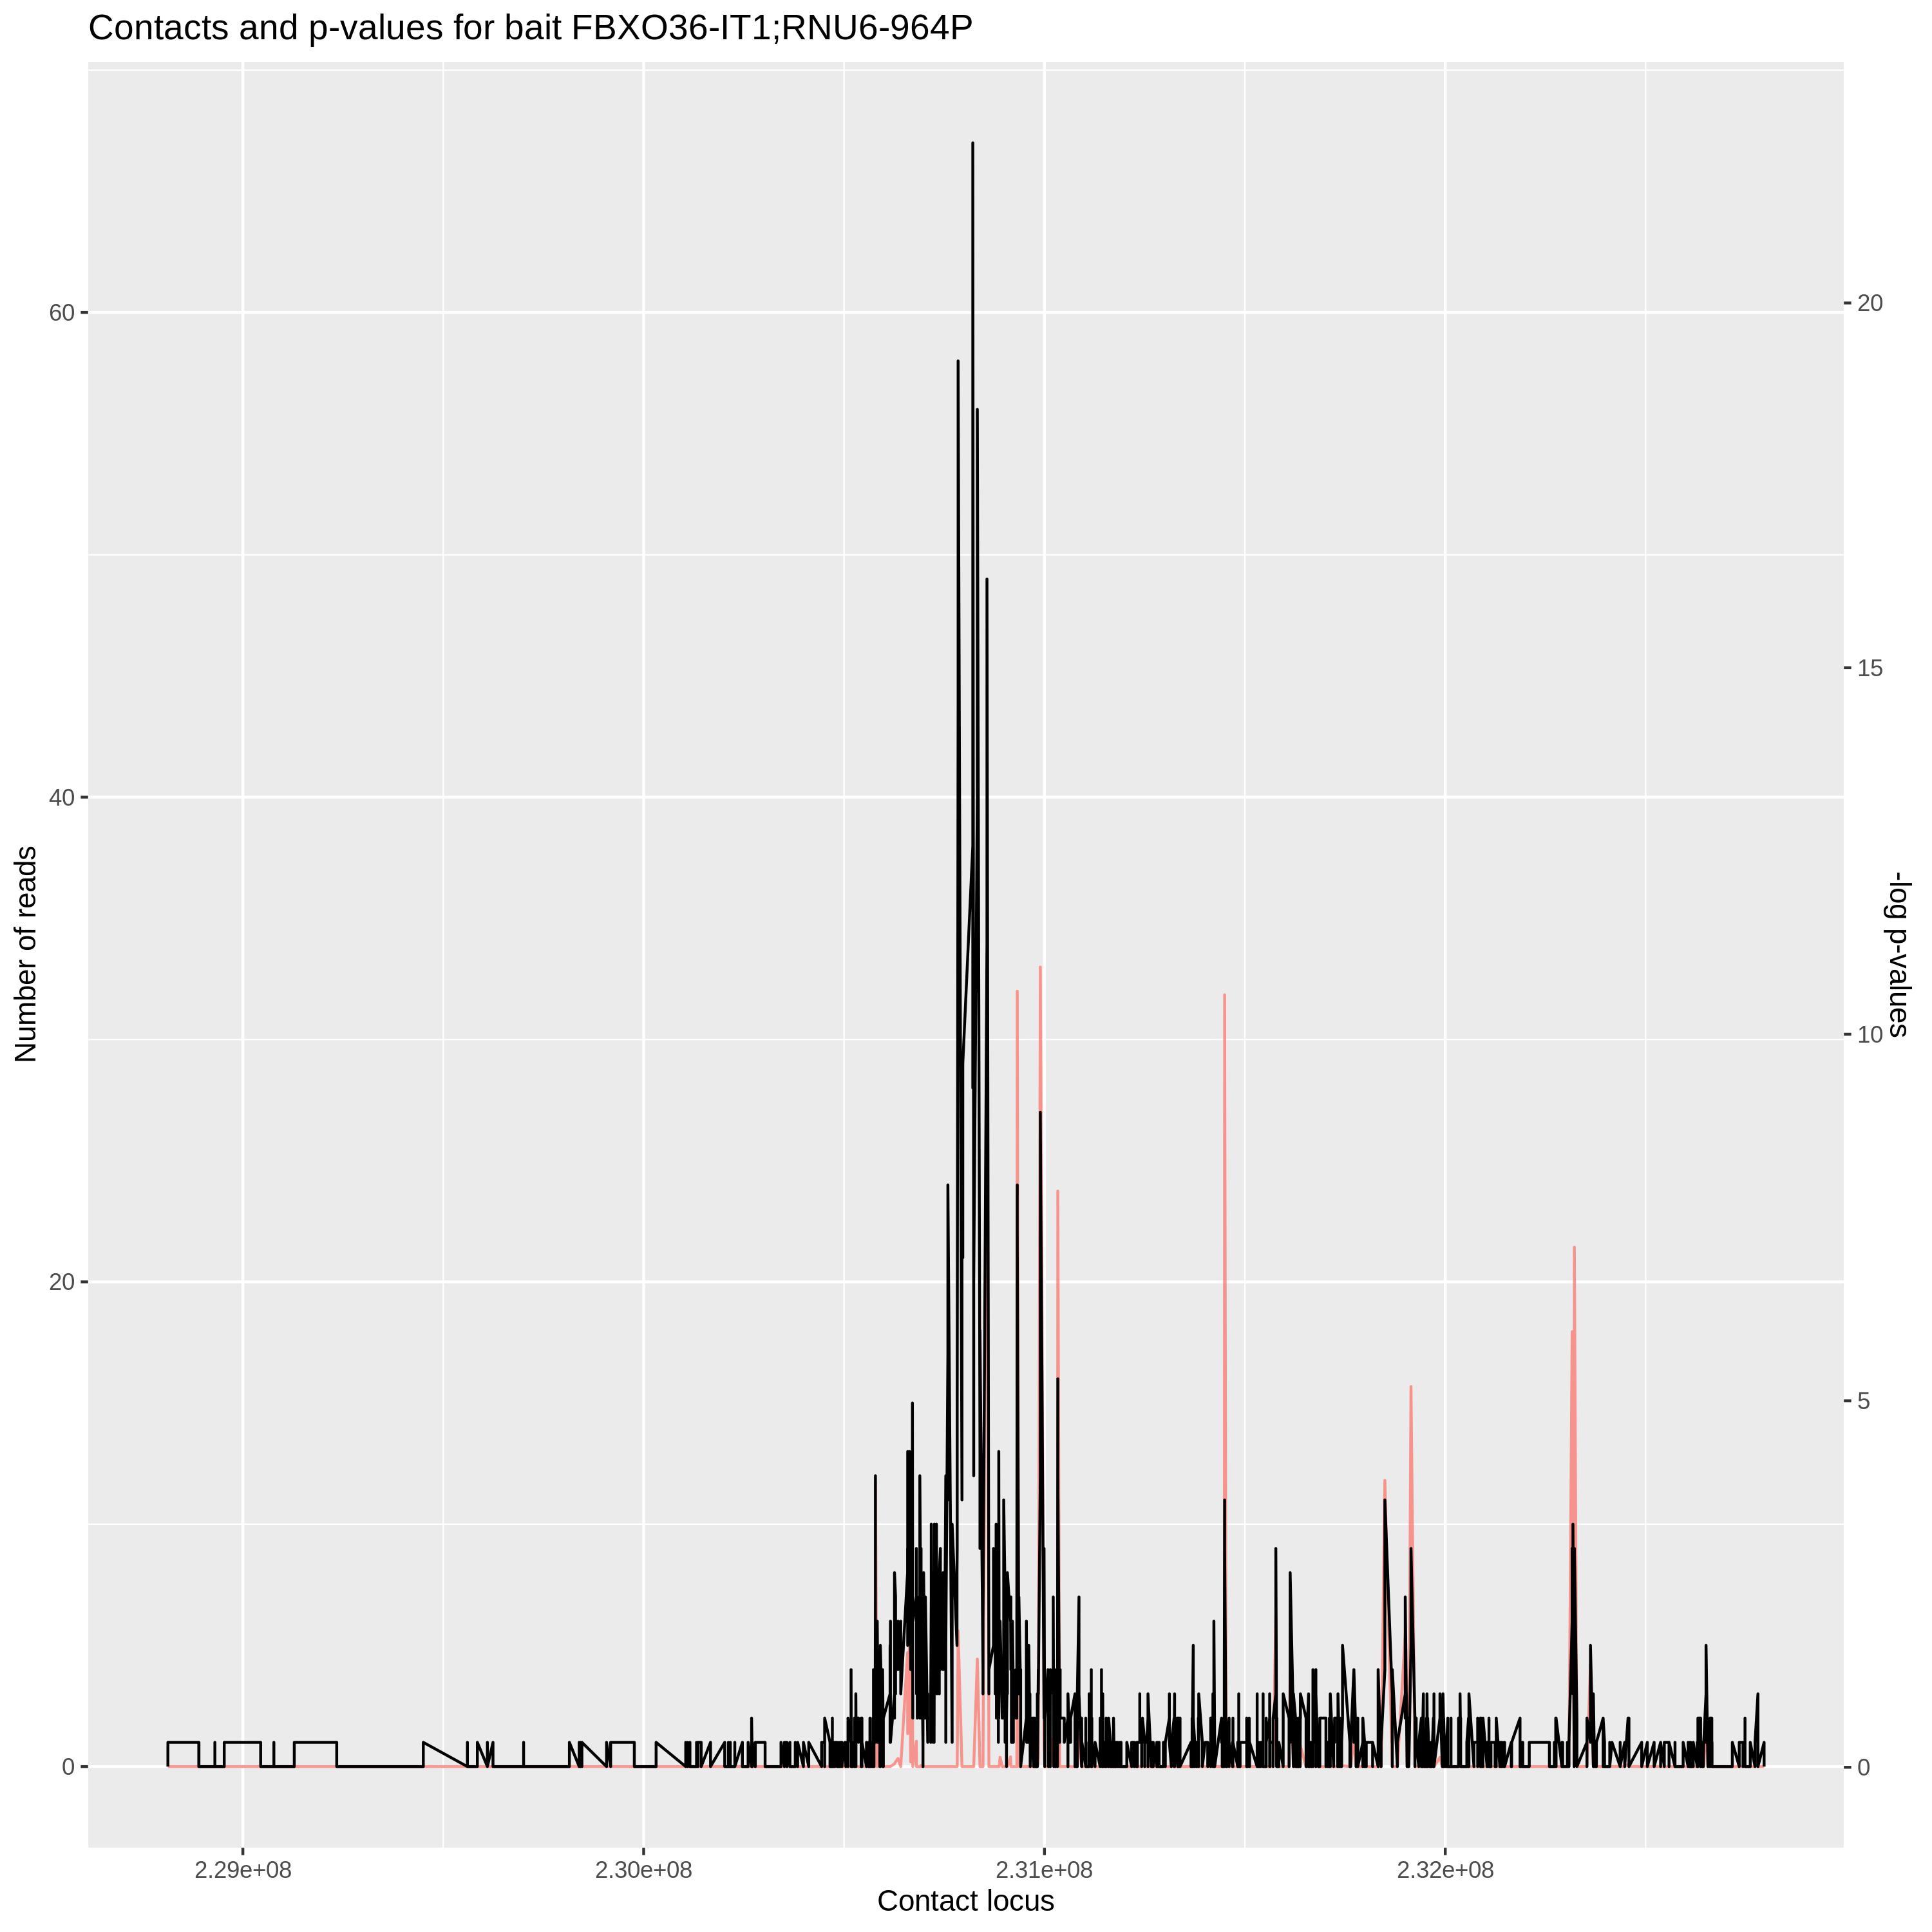 Contacts and p-values for bait FBXO36-IT1;RNU6-964P
60
40
20
0
Number of reads
20
15
10
5
0
-log p-values
2.29e+08
2.30e+08
2.31e+08
2.32e+08
Contact locus